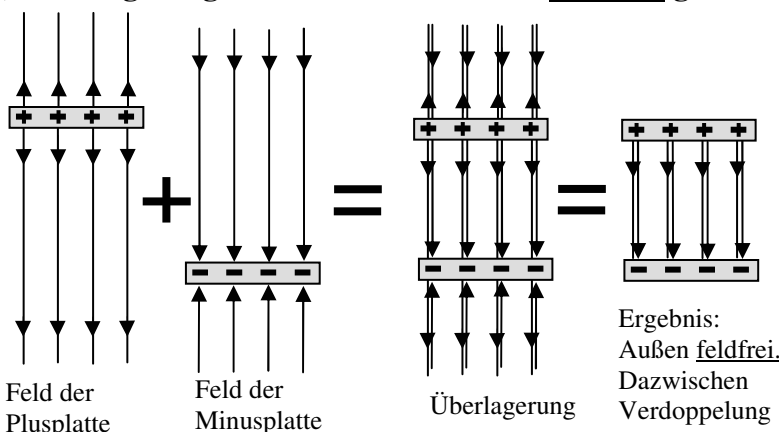 + + + +
+
- - - -
=
+ + + +
- - - -
=
+ + + +
- - - -
Feld der
Plusplatte
Feld der
Minusplatte
Überlagerung
Ergebnis:
Außen feldfrei.
Dazwischen
Verdoppelung